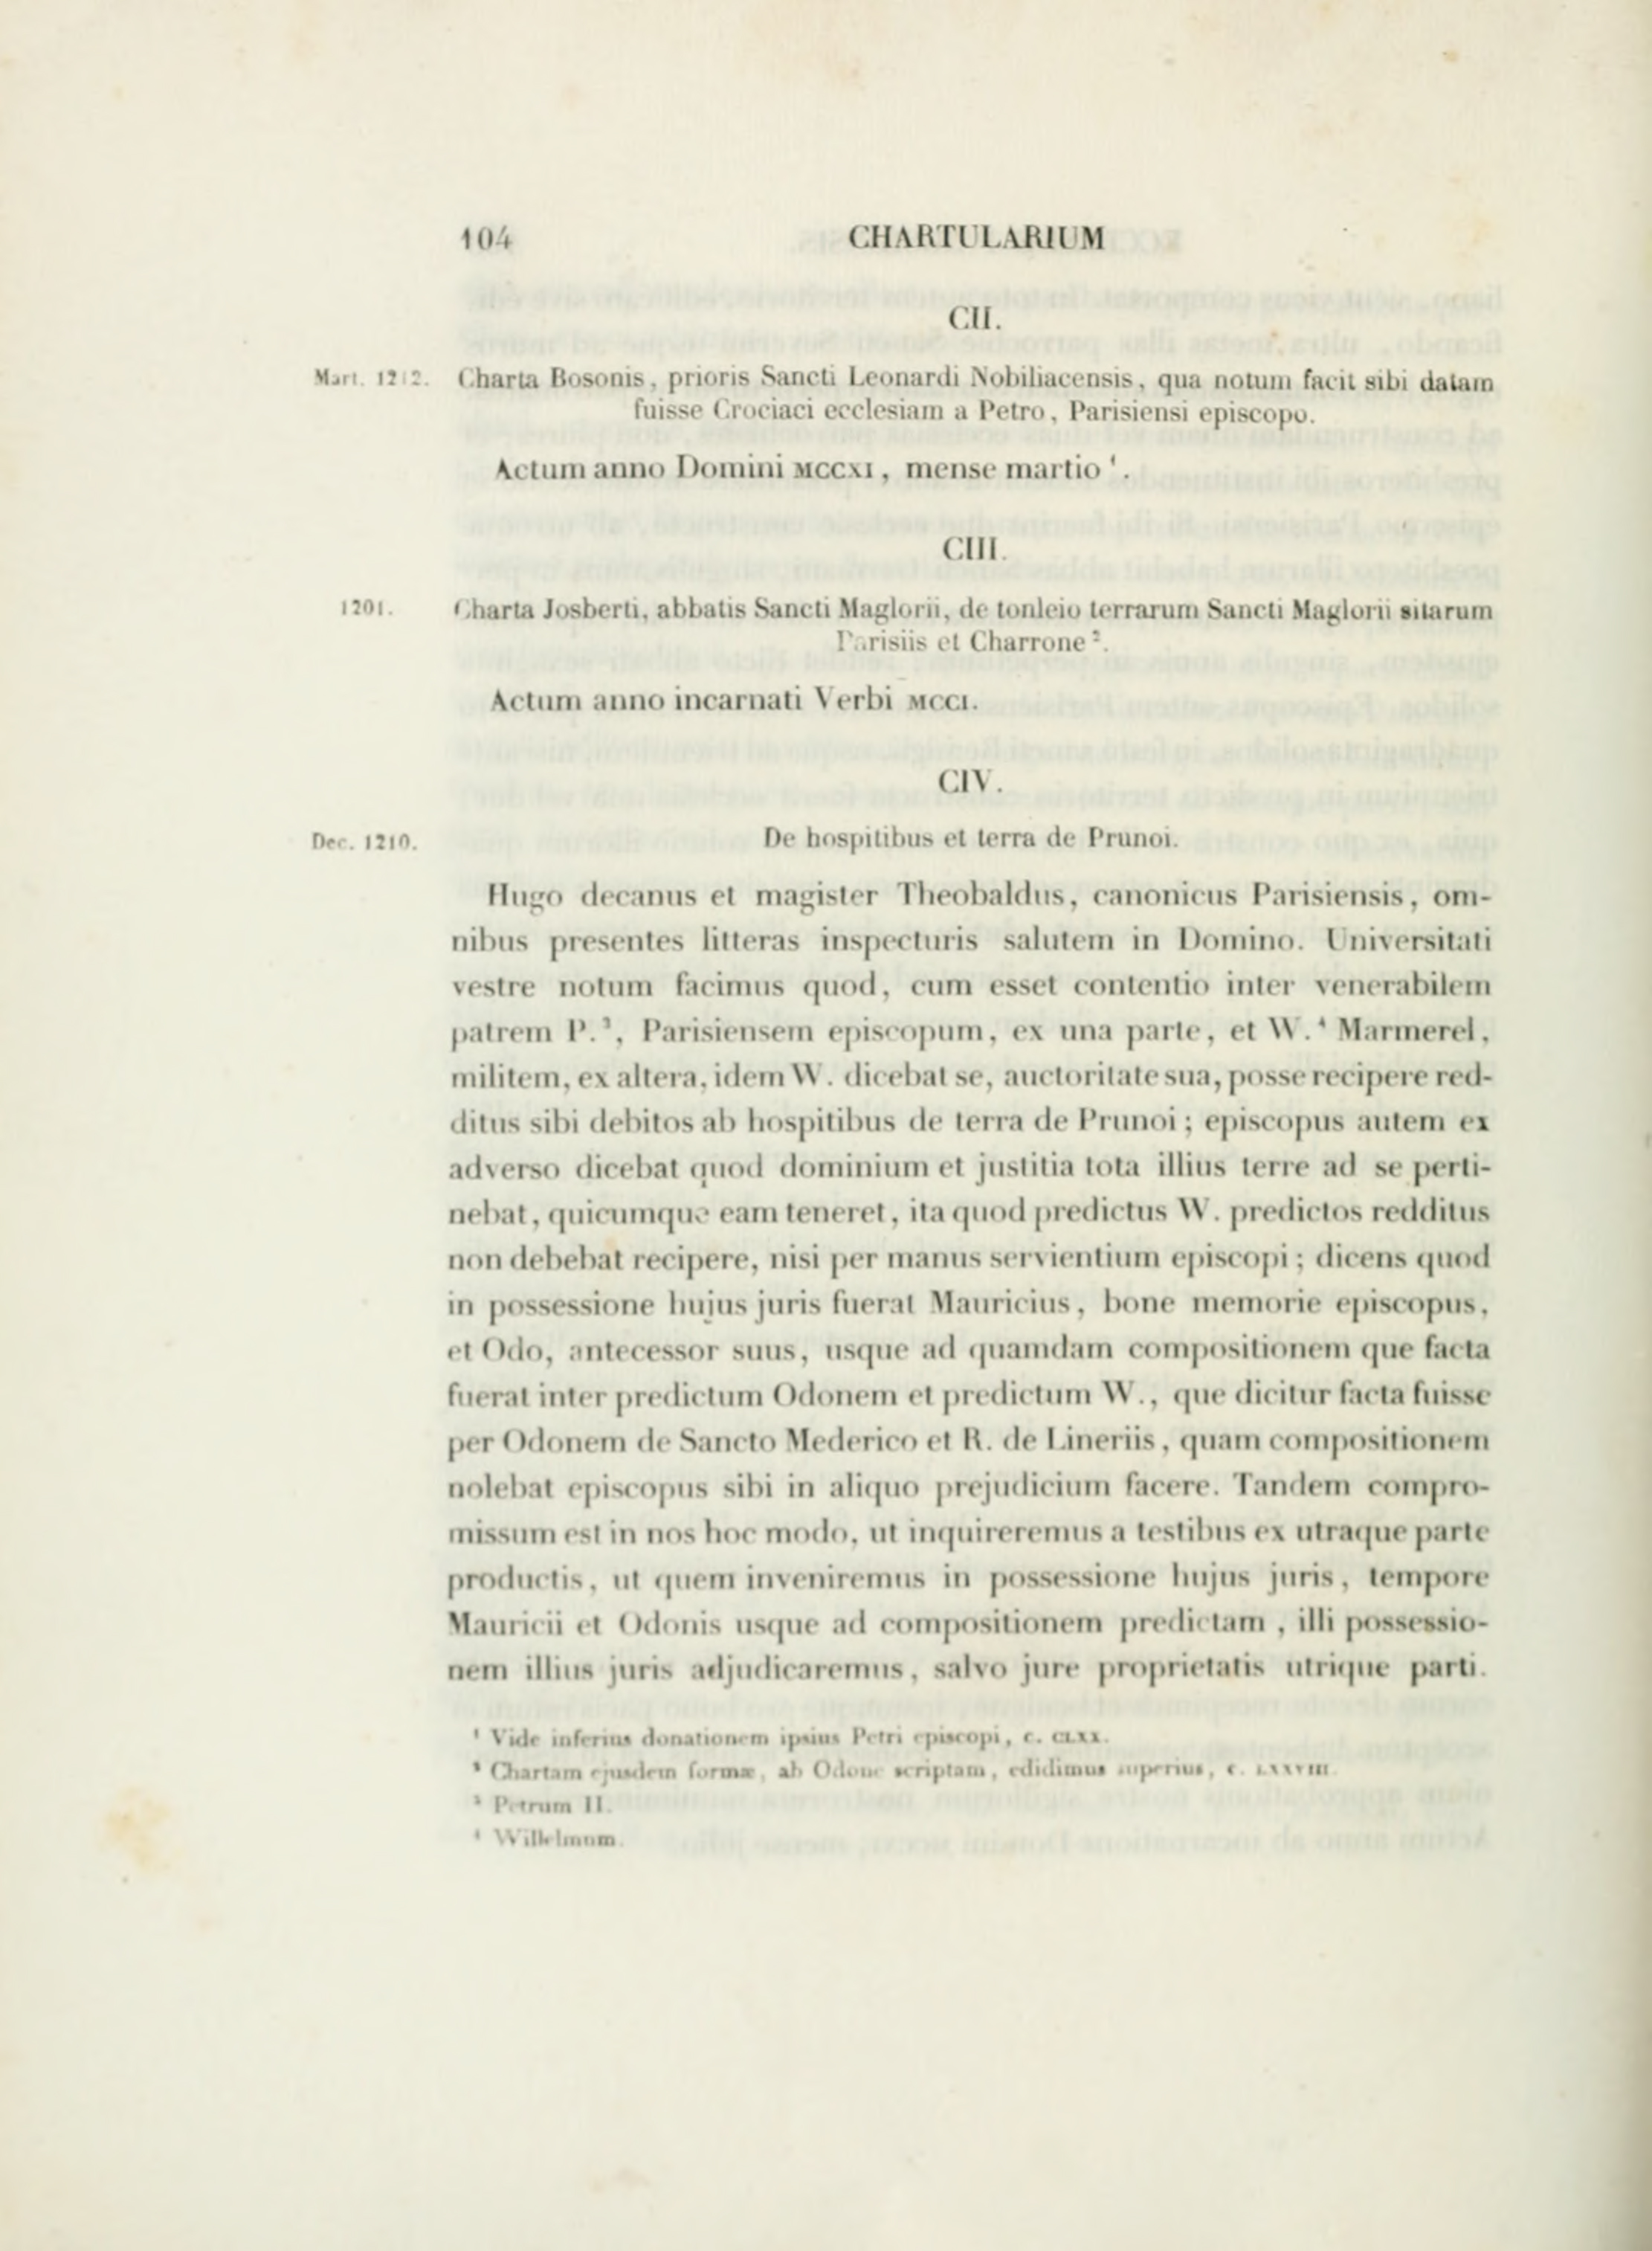 104 CHARTULARIUM
CII.
Mart. 1212. Charta Bosonis, prioris Sancti Leonardi Nobiliacensis, qua notum facit sibi datam
fuisse Crociaci ecclesiam a Petro, Parisiensi episcopo.
Actum anno Domini MCCXI, mense martio ¹.
CIII.
1201. Charta Josberti, abbatis Sancti Maglorii, de tonleio terrarum Sancti Maglorii sitarum
Parisiis et Charrone ².
Actum anno incarnati Verbi MCCI.
CIV.
Dec. 1210. De hospitibus et terra de Prunoi.
Hugo decanus et magister Theobaldus, canonicus Parisiensis, om-
nibus presentes litteras inspecturis salutem in Domino. Universitati
vestre notum facimus quod, cum esset contentio inter venerabilem
patrem P. ³, Parisiensem episcopum, ex una parte, et W. ⁴ Marmerel,
militem, ex altera, idem W. dicebat se, auctoritate sua, posse recipere red-
ditus sibi debitos ab hospitibus de terra de Prunoi; episcopus autem ex
adverso dicebat quod dominium et justitia tota illius terre ad se perti-
nebat, quicumque eam teneret, ita quod predictus W. predictos redditus
non debebat recipere, nisi per manus servientium episcopi; dicens quod
in possessione hujus juris fuerat Mauricius, bone memorie episcopus,
et Odo, antecessor suus, usque ad quamdam compositionem que facta
fuerat inter predictum Odonem et predictum W., que dicitur facta fuisse
per Odonem de Sancto Mederico et R. de Lineriis, quam compositionem
nolebat episcopus sibi in aliquo prejudicium facere. Tandem compro-
missum est in nos hoc modo, ut inquireremus a testibus ex utraque parte
productis, ut quem inveniremus in possessione hujus juris, tempore
Mauricii et Odonis usque ad compositionem predictam, illi possessio-
nem illius juris adjudicaremus, salvo jure proprietatis utrique parti.
¹ Vide inferius donationem ipsius Petri episcopi, c. CLXX.
² Chartam ejusdem formæ, ab Odone scriptam, edidimus superius, c. LXXVIII.
³ Petrum II.
⁴ Willelmum.